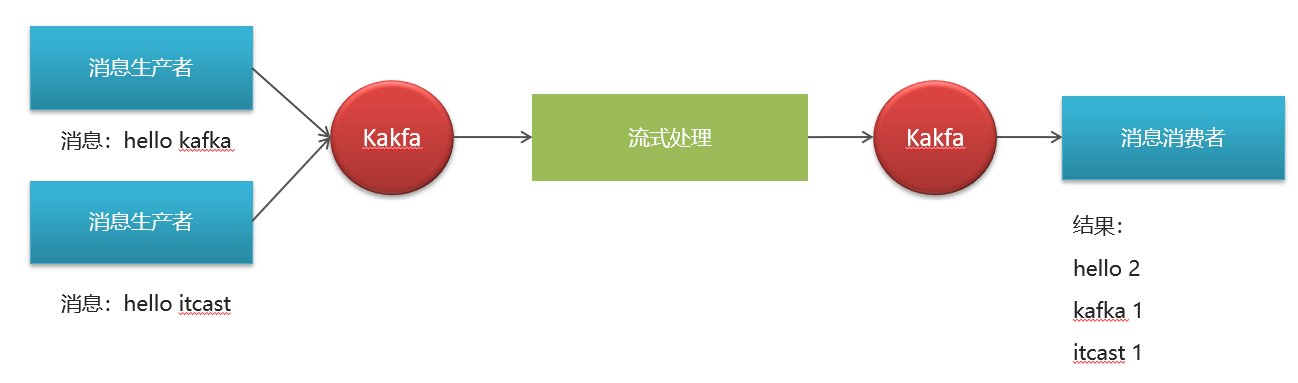 消息生产者
消息：hello kafka
消息生产者
消息：hello itcast
Kakfa
流式处理
Kakfa
消息消费者
结果：
hello 2
kafka 1
itcast 1